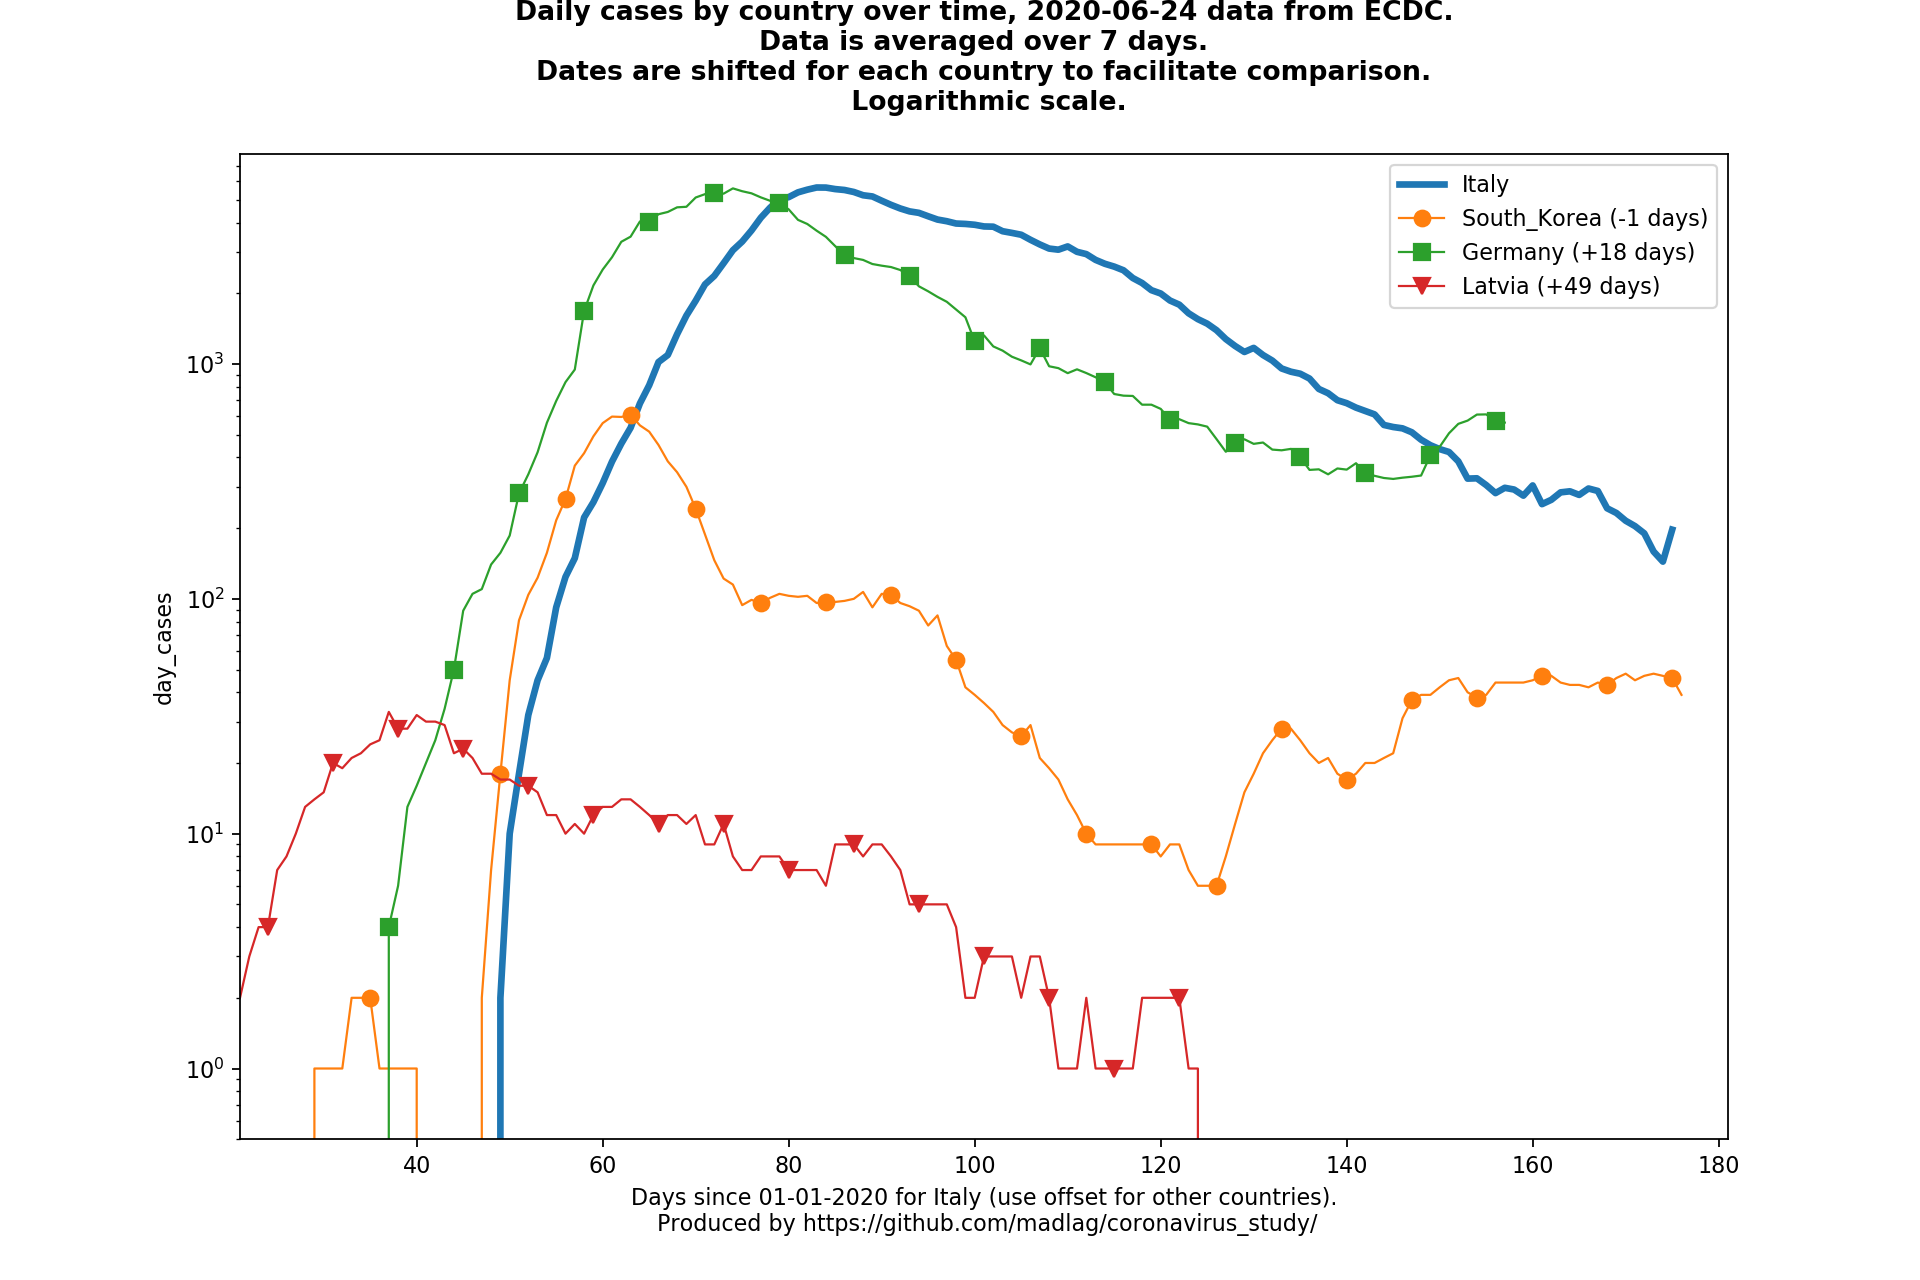 Daily cases by country over time, 2020-06-24 data from ECDC.
Data is averaged over 7 days.
Dates are shifted for each country to facilitate comparison.
Logarithmic scale.
Italy
South_Korea (-1 days)
Germany (+18 days)
Latvia (+49 days)
day_cases
10³
10²
10¹
10⁰
40 60 80 100 120 140 160 180
Days since 01-01-2020 for Italy (use offset for other countries).
Produced by https://github.com/madlag/coronavirus_study/